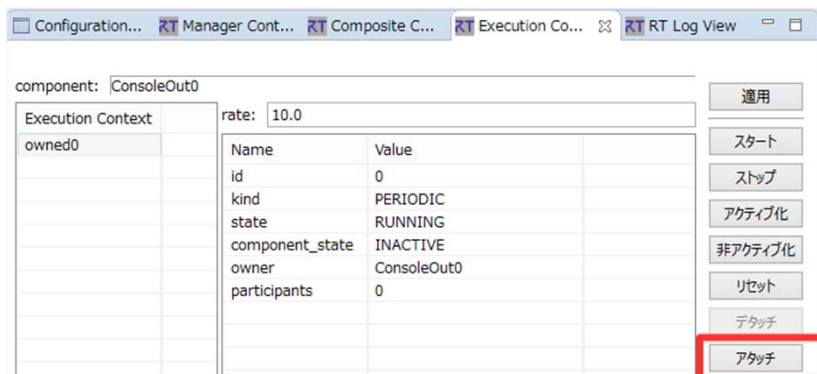 Configuration... RT Manager Cont... RT Composite C... RT Execution Co... RT RT Log View
component: ConsoleOut0
適用
Execution Context
rate: 10.0
owned0
Name Value
スタート
id 0
ストップ
kind PERIODIC
state RUNNING
アクティブ化
component_state INACTIVE
非アクティブ化
owner ConsoleOut0
participants 0
リセット
デタッチ
アタッチ